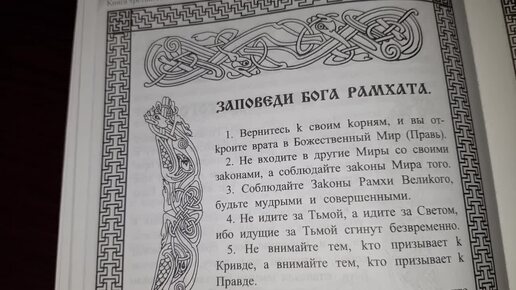 Книга
ЗАПОВЕДИ БОГА РАМХАТА.
1. Вернитесь к своим корням, и вы от-
кроите врата в Божественный Мир (Правь).
2. Не входите в другие Миры со своими
законами, а соблюдайте законы Мира того.
3. Соблюдайте Законы Рамхи Великого,
будьте мудрыми и совершенными.
4. Не идите за Тьмой, а идите за Светом,
ибо идущие за Тьмой сгинут безвременно.
5. Не внимайте тем, кто призывает к
Кривде, а внимайте тем, кто призывает к
Правде.